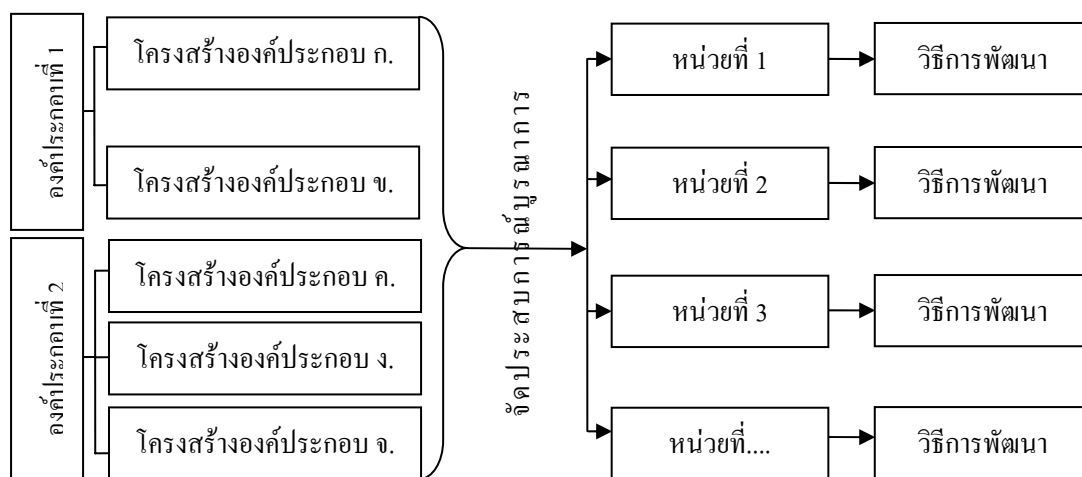 องค์ประกอบที่ 1
โครงสร้างองค์ประกอบ ก.
โครงสร้างองค์ประกอบ ข.
องค์ประกอบที่ 2
โครงสร้างองค์ประกอบ ค.
โครงสร้างองค์ประกอบ ง.
โครงสร้างองค์ประกอบ จ.
จัดประสบการณ์บูรณาการ
หน่วยที่ 1
วิธีการพัฒนา
หน่วยที่ 2
วิธีการพัฒนา
หน่วยที่ 3
วิธีการพัฒนา
หน่วยที่....
วิธีการพัฒนา